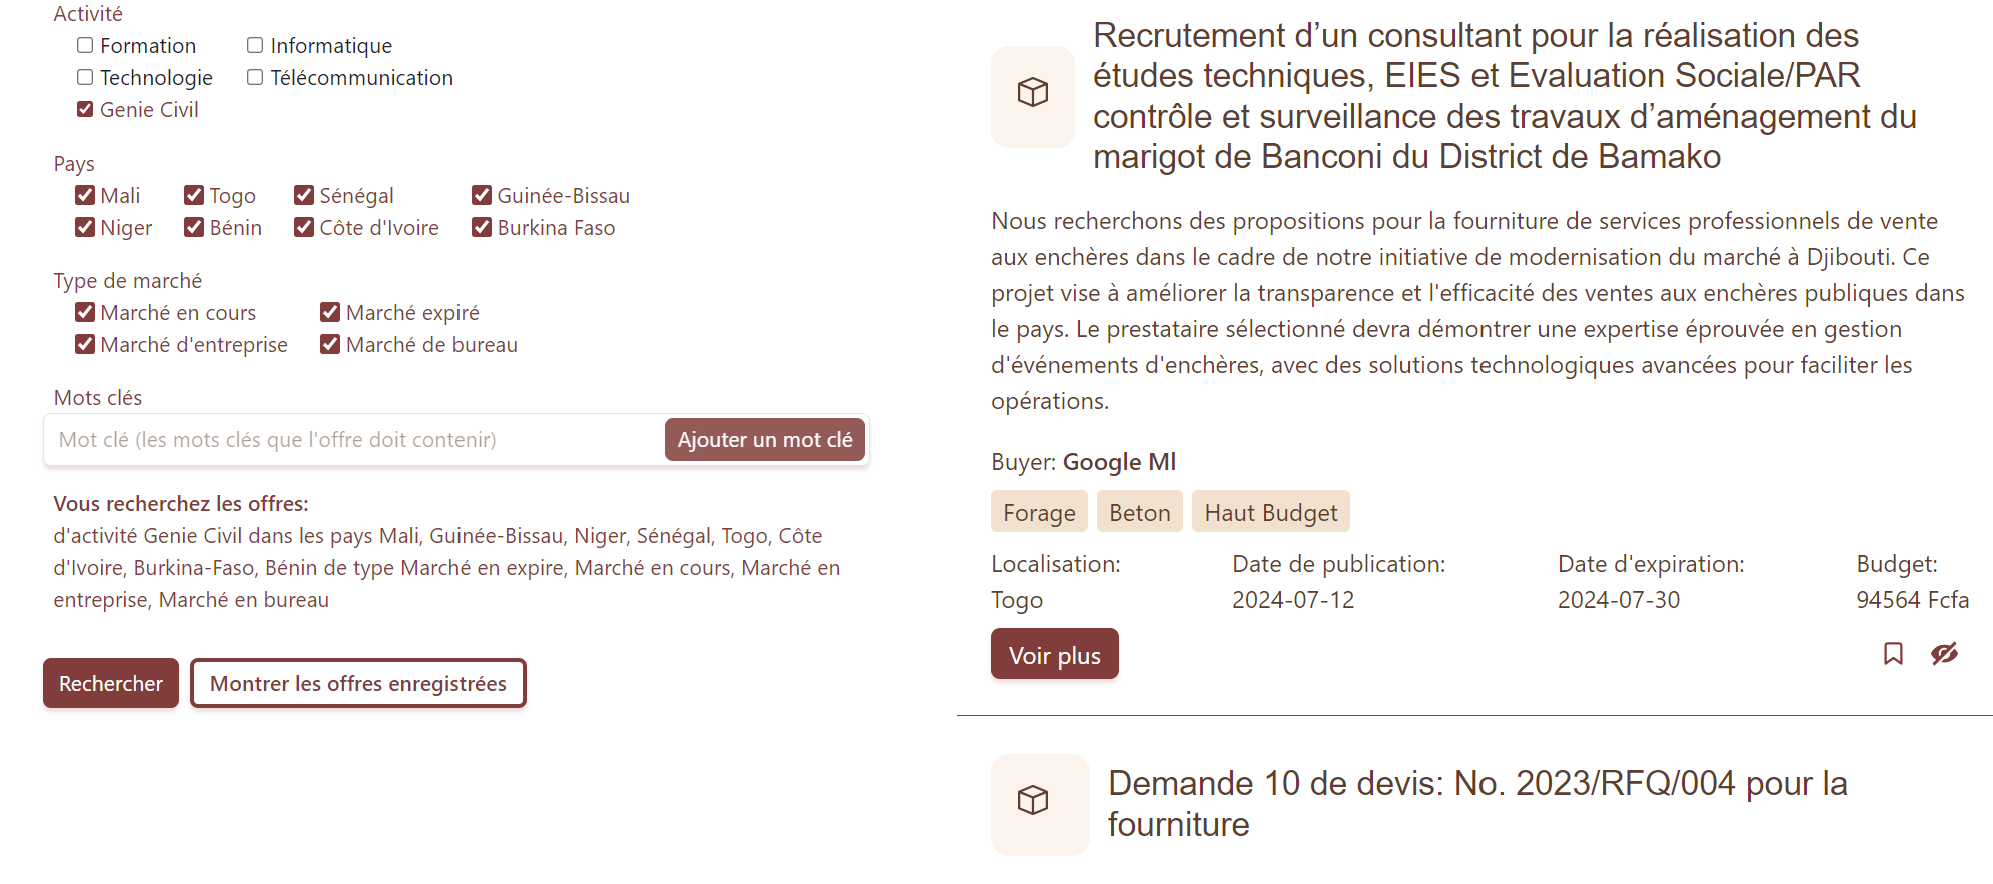 Activité
Formation
Informatique
Technologie
Télécommunication
Genie Civil
Pays
Mali
Togo
Sénégal
Guinée-Bissau
Niger
Bénin
Côte d'Ivoire
Burkina Faso
Type de marché
Marché en cours
Marché expiré
Marché d'entreprise
Marché de bureau
Mots clés
Mot clé (les mots clés que l'offre doit contenir)
Ajouter un mot clé
Vous recherchez les offres:
d'activité Genie Civil dans les pays Mali, Guinée-Bissau, Niger, Sénégal, Togo, Côte
d'Ivoire, Burkina-Faso, Bénin de type Marché en expire, Marché en cours, Marché en
entreprise, Marché en bureau
Rechercher
Montrer les offres enregistrées
Recrutement d’un consultant pour la réalisation des
études techniques, EIES et Evaluation Sociale/PAR
contrôle et surveillance des travaux d’aménagement du
marigot de Banconi du District de Bamako
Nous recherchons des propositions pour la fourniture de services professionnels de vente
aux enchères dans le cadre de notre initiative de modernisation du marché à Djibouti. Ce
projet vise à améliorer la transparence et l'efficacité des ventes aux enchères publiques dans
le pays. Le prestataire sélectionné devra démontrer une expertise éprouvée en gestion
d'événements d'enchères, avec des solutions technologiques avancées pour faciliter les
opérations.
Buyer: Google Ml
Forage
Beton
Haut Budget
Localisation:
Togo
Date de publication:
2024-07-12
Date d'expiration:
2024-07-30
Budget:
94564 Fcfa
Voir plus
Demande 10 de devis: No. 2023/RFQ/004 pour la
fourniture